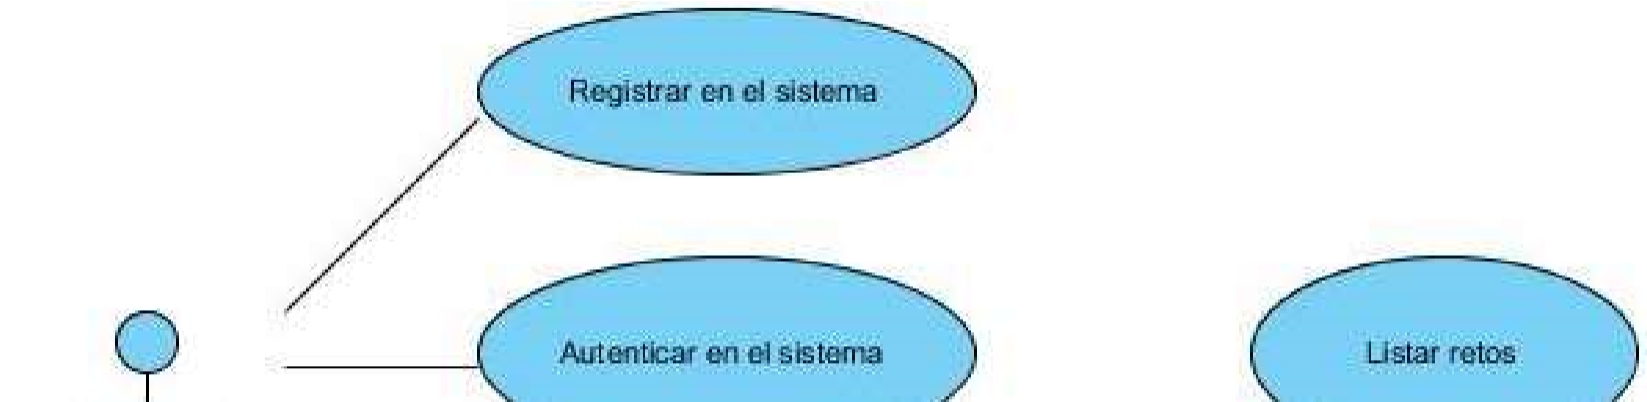 Registrar en el sistema
Autenticar en el sistema
Listar retos